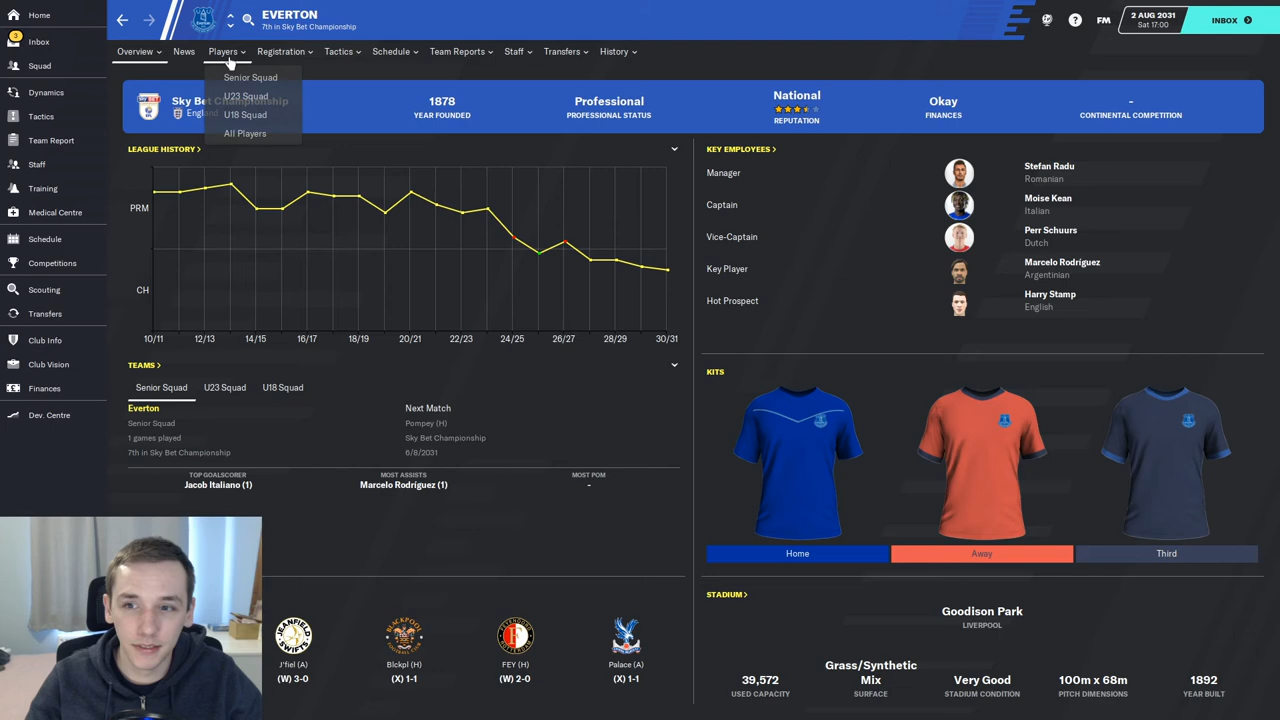 Home
3
Inbox
Squad
Dynamics
Tactics
Team Report
Staff
Training
Medical Centre
Schedule
Competitions
Scouting
Transfers
Club Info
Club Vision
Finances
Dev. Centre
EVERTON
7th in Sky Bet Championship
? FM
2 AUG 2031
Sat 17:00
INBOX
Overview News Players Registration Tactics Schedule Team Reports Staff Transfers History
Senior Squad
U23 Squad
U18 Squad
All Players
SKY BET
EFL
Sky Bet Championship
England
1878
YEAR FOUNDED
Professional
PROFESSIONAL STATUS
National
REPUTATION
Okay
FINANCES
-
CONTINENTAL COMPETITION
LEAGUE HISTORY >
PRM
CH
10/11 12/13 14/15 16/17 18/19 20/21 22/23 24/25 26/27 28/29 30/31
TEAMS >
Senior Squad U23 Squad U18 Squad
Everton
Senior Squad
1 games played
7th in Sky Bet Championship
Next Match
Pompey (H)
Sky Bet Championship
6/8/2031
TOP GOALSCORER
Jacob Italiano (1)
MOST ASSISTS
Marcelo Rodríguez (1)
MOST POM
-
J'fiel (A)
(W) 3-0
Blckpl (H)
(X) 1-1
FEY (H)
(W) 2-0
Palace (A)
(X) 1-1
KEY EMPLOYEES >
Manager
Stefan Radu
Romanian
Captain
Moise Kean
Italian
Vice-Captain
Perr Schuurs
Dutch
Key Player
Marcelo Rodríguez
Argentinian
Hot Prospect
Harry Stamp
English
KITS
Home
Away
Third
STADIUM >
Goodison Park
LIVERPOOL
39,572
USED CAPACITY
Grass/Synthetic
Mix
SURFACE
Very Good
STADIUM CONDITION
100m x 68m
PITCH DIMENSIONS
1892
YEAR BUILT